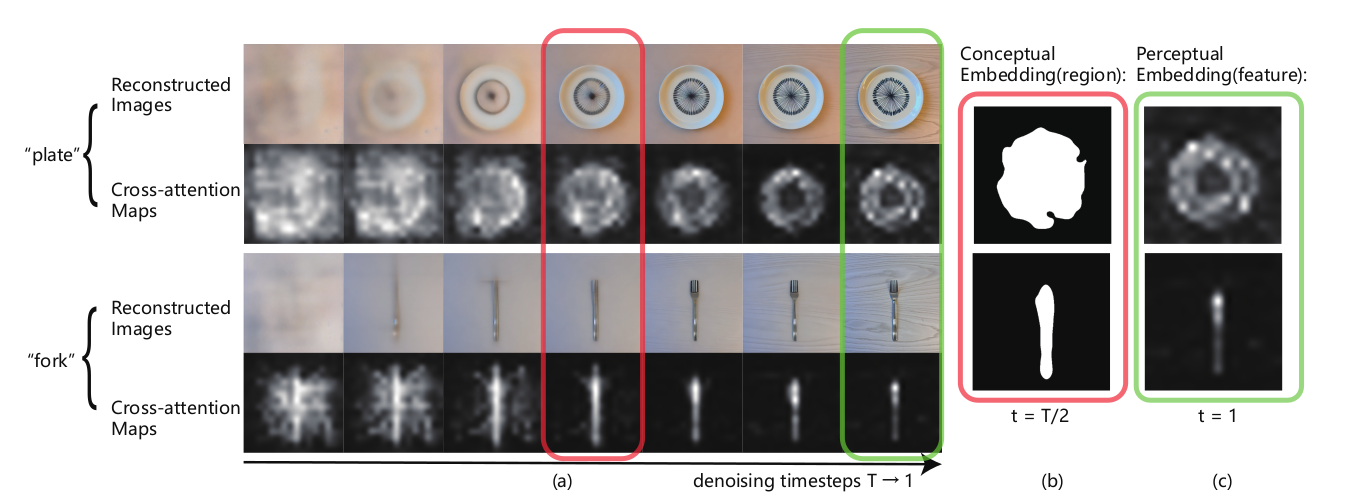 Reconstructed
Images
“plate”
Cross-attention
Maps
Reconstructed
Images
“fork”
Cross-attention
Maps
(a)
denoising timesteps T → 1
Conceptual
Embedding(region):
t = T/2
(b)
Perceptual
Embedding(feature):
t = 1
(c)